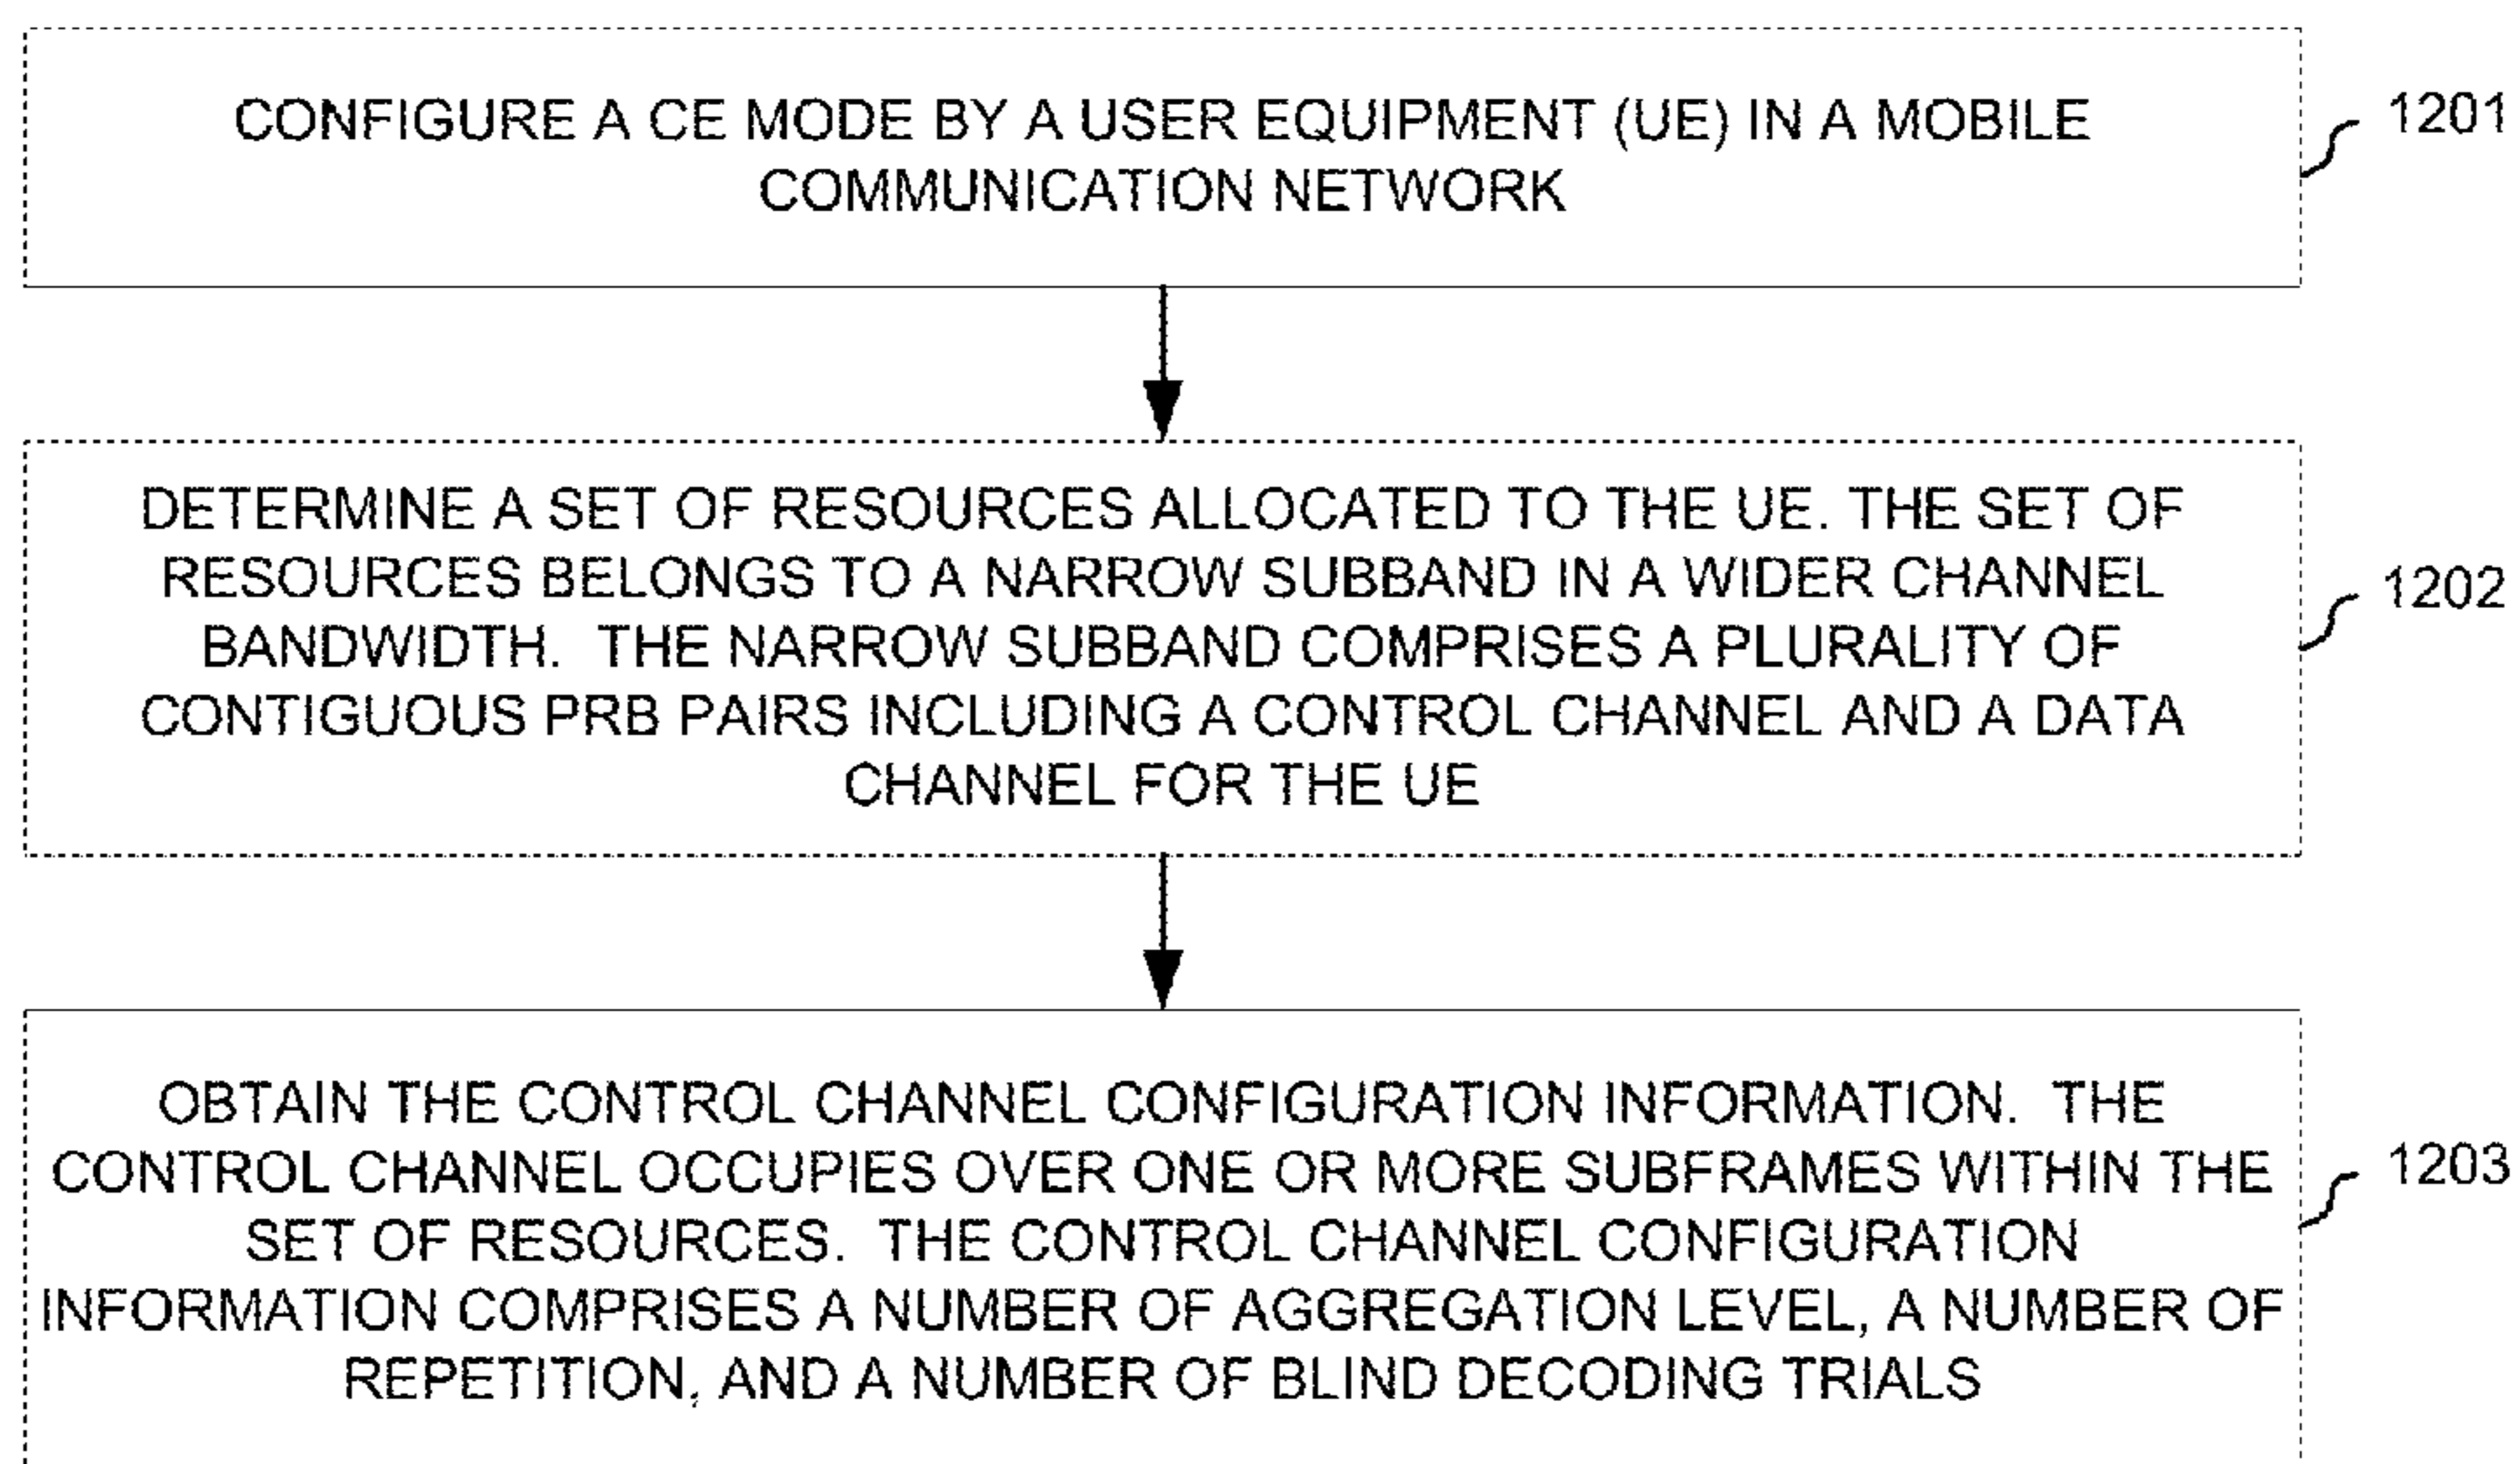 CONFIGURE A CE MODE BY A USER EQUIPMENT (UE) IN A MOBILE
COMMUNICATION NETWORK
1201
DETERMINE A SET OF RESOURCES ALLOCATED TO THE UE. THE SET OF
RESOURCES BELONGS TO A NARROW SUBBAND IN A WIDER CHANNEL
BANDWIDTH. THE NARROW SUBBAND COMPRISES A PLURALITY OF
CONTIGUOUS PRB PAIRS INCLUDING A CONTROL CHANNEL AND A DATA
CHANNEL FOR THE UE
1202
OBTAIN THE CONTROL CHANNEL CONFIGURATION INFORMATION. THE
CONTROL CHANNEL OCCUPIES OVER ONE OR MORE SUBFRAMES WITHIN THE
SET OF RESOURCES. THE CONTROL CHANNEL CONFIGURATION
INFORMATION COMPRISES A NUMBER OF AGGREGATION LEVEL, A NUMBER OF
REPETITION, AND A NUMBER OF BLIND DECODING TRIALS
1203